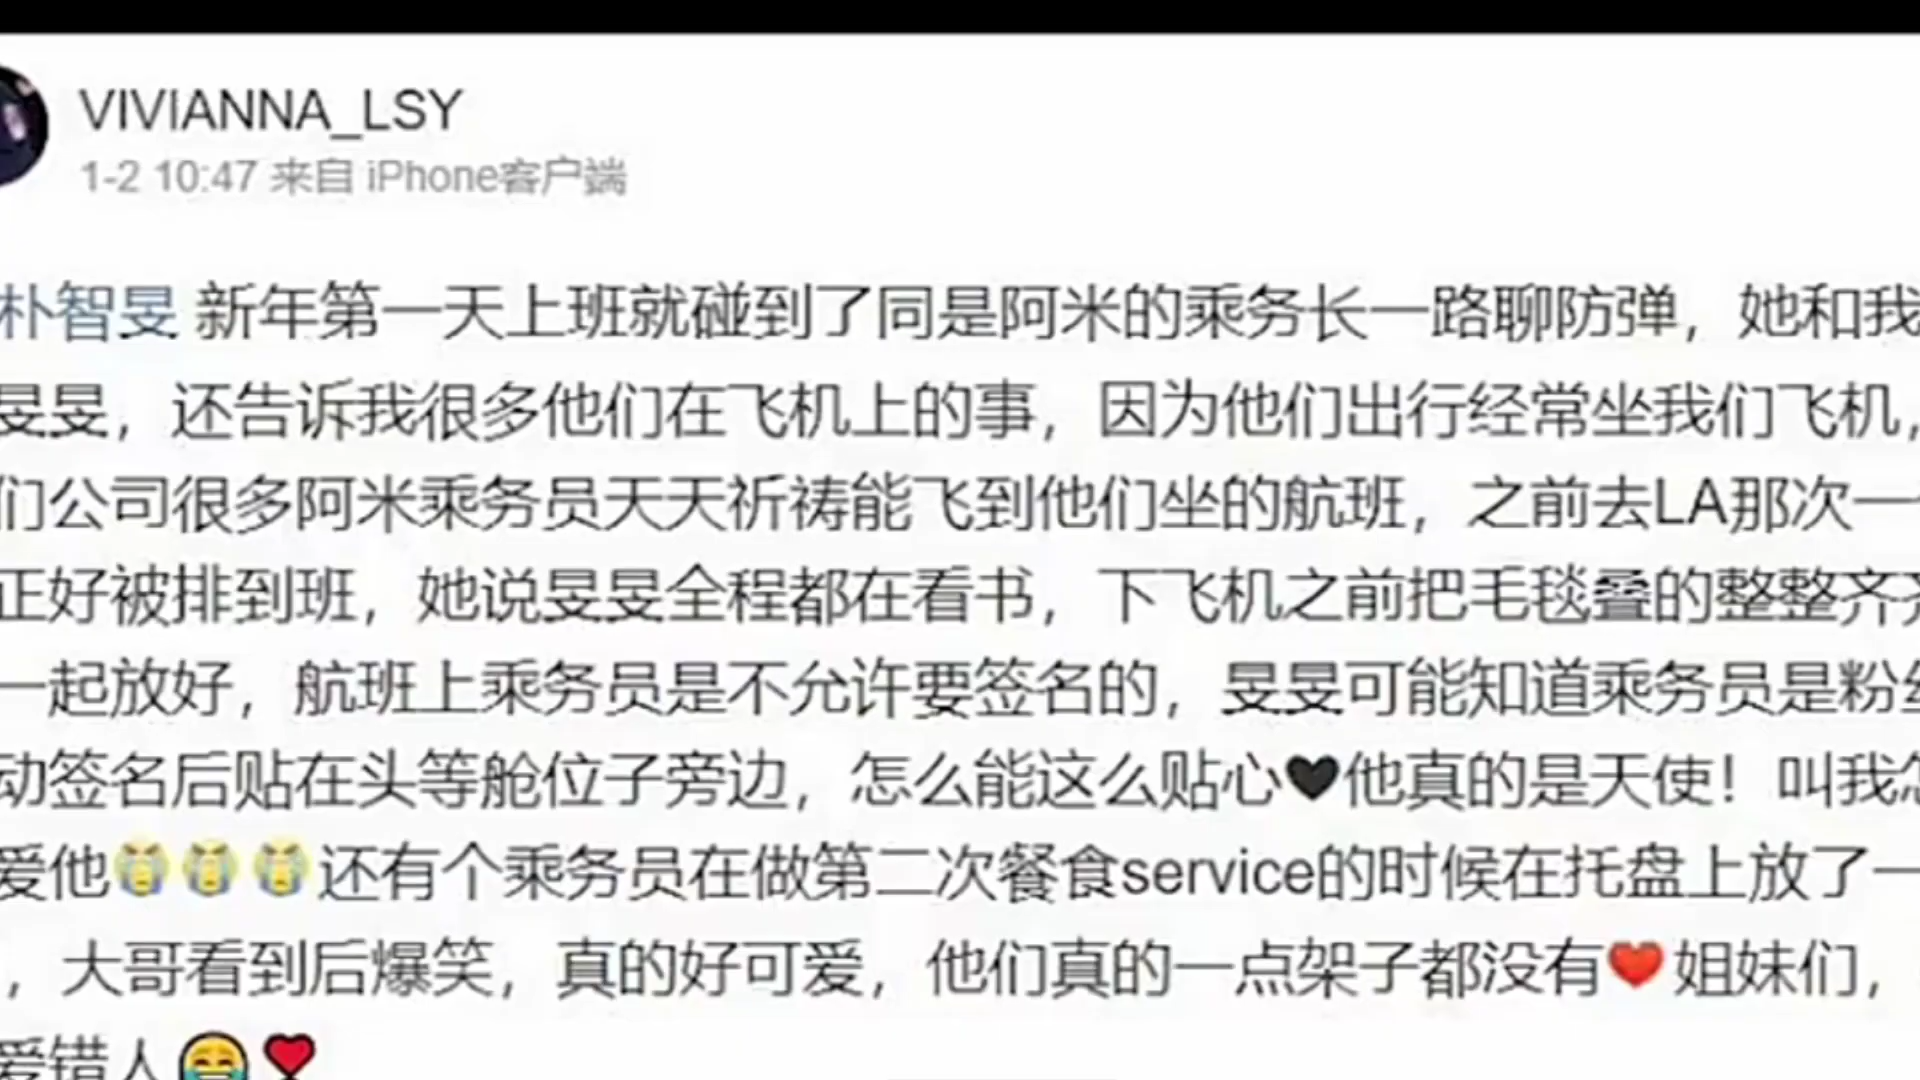 VIVIANNA_LSY
1-2 10:47 来自 iPhone客户端
朴智旻 新年第一天上班就碰到了同是阿米的乘务长一路聊防弹，她和我
旻旻，还告诉我很多他们在飞机上的事，因为他们出行经常坐我们飞机，
们公司很多阿米乘务员天天祈祷能飞到他们坐的航班，之前去LA那次一
正好被排到班，她说旻旻全程都在看书，下飞机之前把毛毯叠的整整齐
一起放好，航班上乘务员是不允许要签名的，旻旻可能知道乘务员是粉
动签名后贴在头等舱位子旁边，怎么能这么贴心🖤他真的是天使！叫我
爱他😭😭😭还有个乘务员在做第二次餐食service的时候在托盘上放了一
，大哥看到后爆笑，真的好可爱，他们真的一点架子都没有❤️姐妹们，
爱错人😂❣️